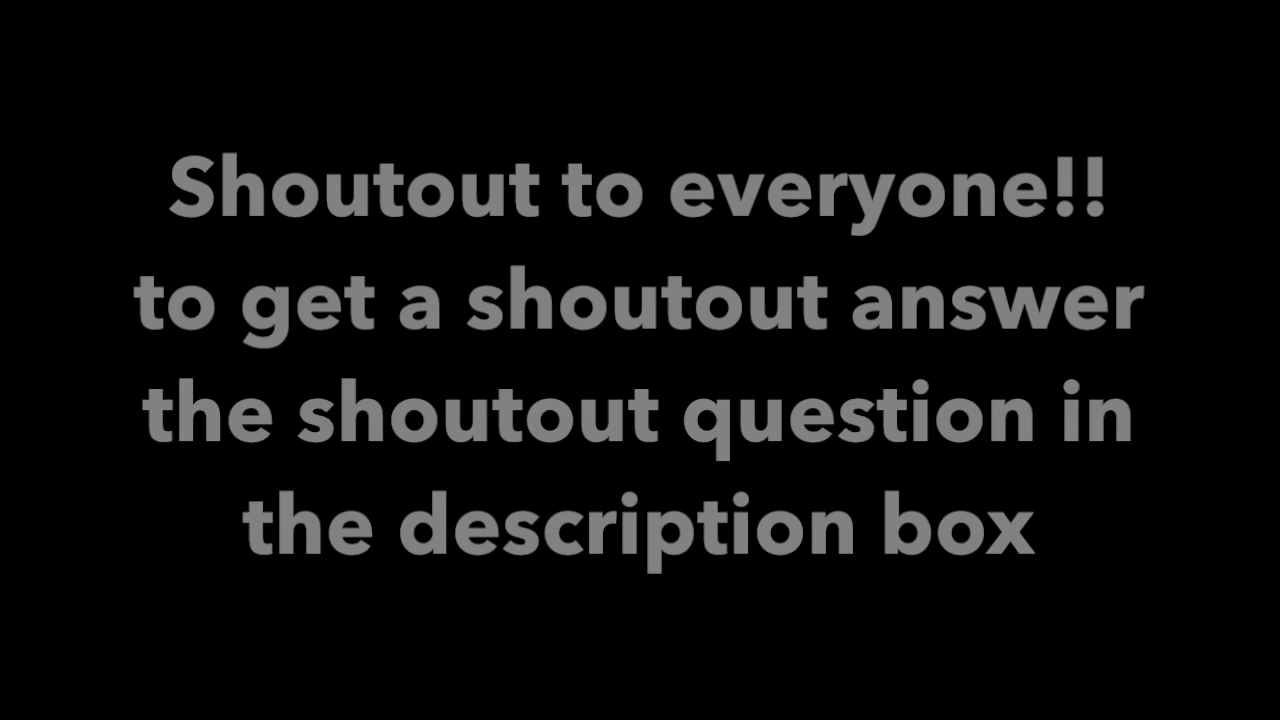 Shoutout to everyone!!
to get a shoutout answer
the shoutout question in
the description box